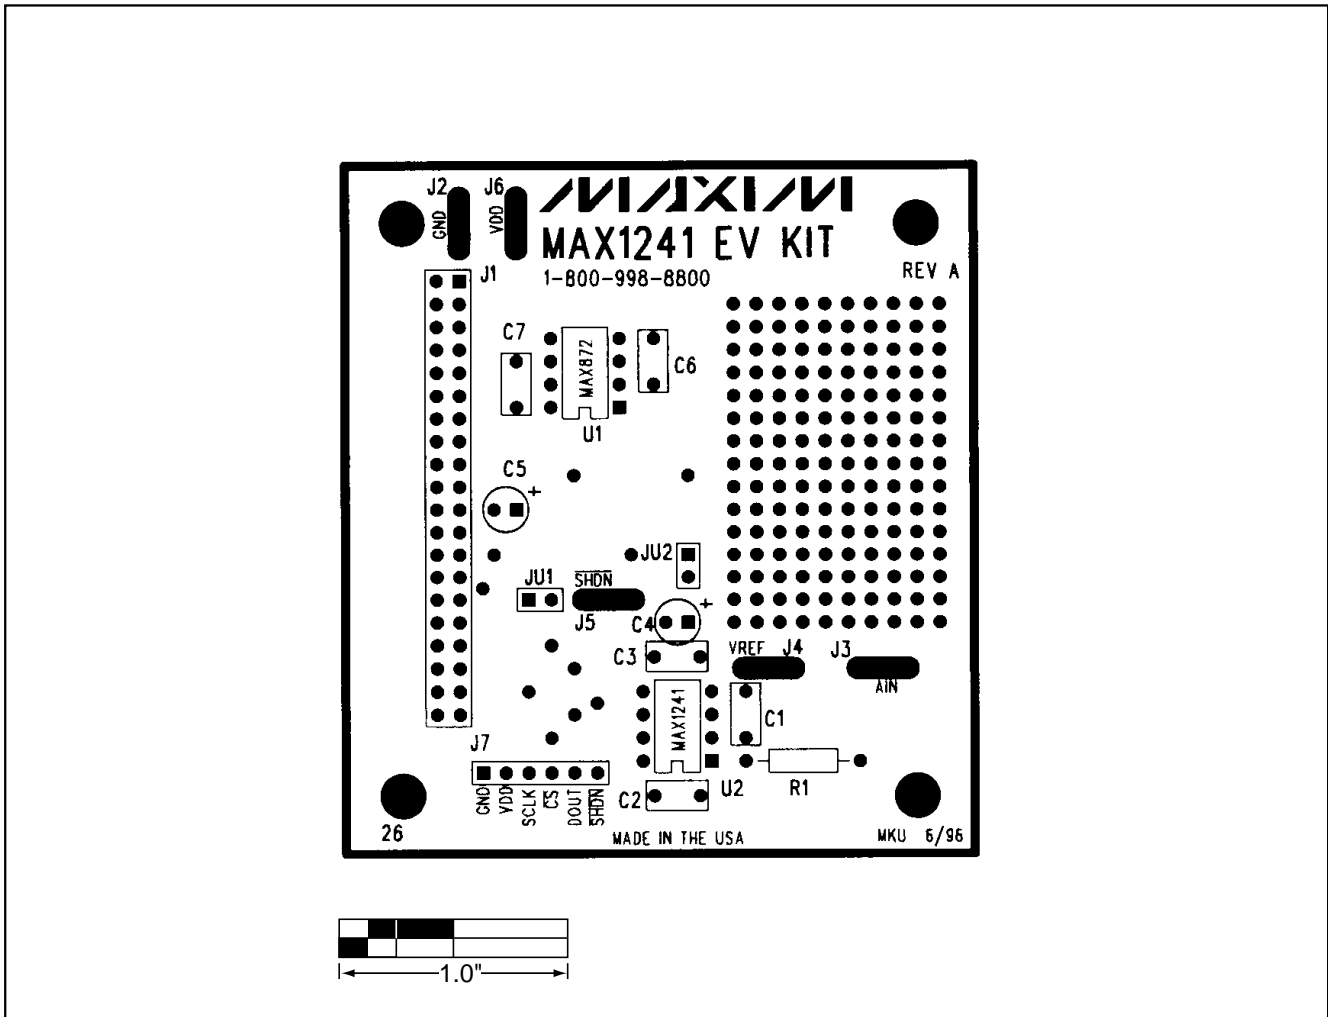 J2
J6
GND
VDD
MAXIM
MAX1241 EV KIT
1-800-998-8800
REV A
J1
C7
MAX872
C6
U1
C5
+
JU2
JU1
SHDN
J5
C4
+
C3
VREF
J4
J3
AIN
MAX1241
C1
J7
U2
R1
C2
GND
VDD
SCLK
CS
DOUT
SHDN
26
MADE IN THE USA
MKU 6/96
1.0"